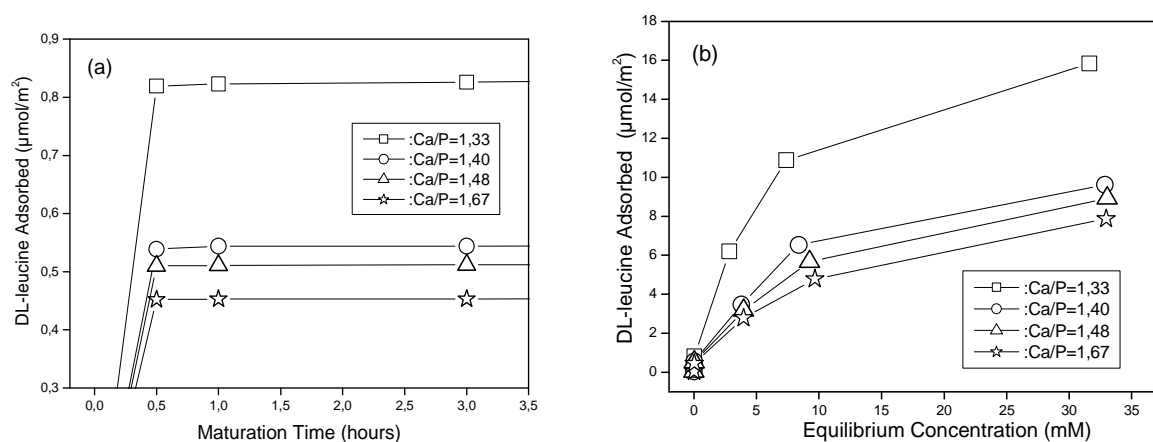 (a)
DL-leucine Adsorbed (µmol/m²)
0,9
0,8
0,7
0,6
0,5
0,4
0,3
:Ca/P=1,33
:Ca/P=1,40
:Ca/P=1,48
:Ca/P=1,67
0,0 0,5 1,0 1,5 2,0 2,5 3,0 3,5
Maturation Time (hours)
(b)
DL-leucine Adsorbed (µmol/m²)
18
16
14
12
10
8
6
4
2
0
:Ca/P=1,33
:Ca/P=1,40
:Ca/P=1,48
:Ca/P=1,67
0 5 10 15 20 25 30 35
Equilibrium Concentration (mM)